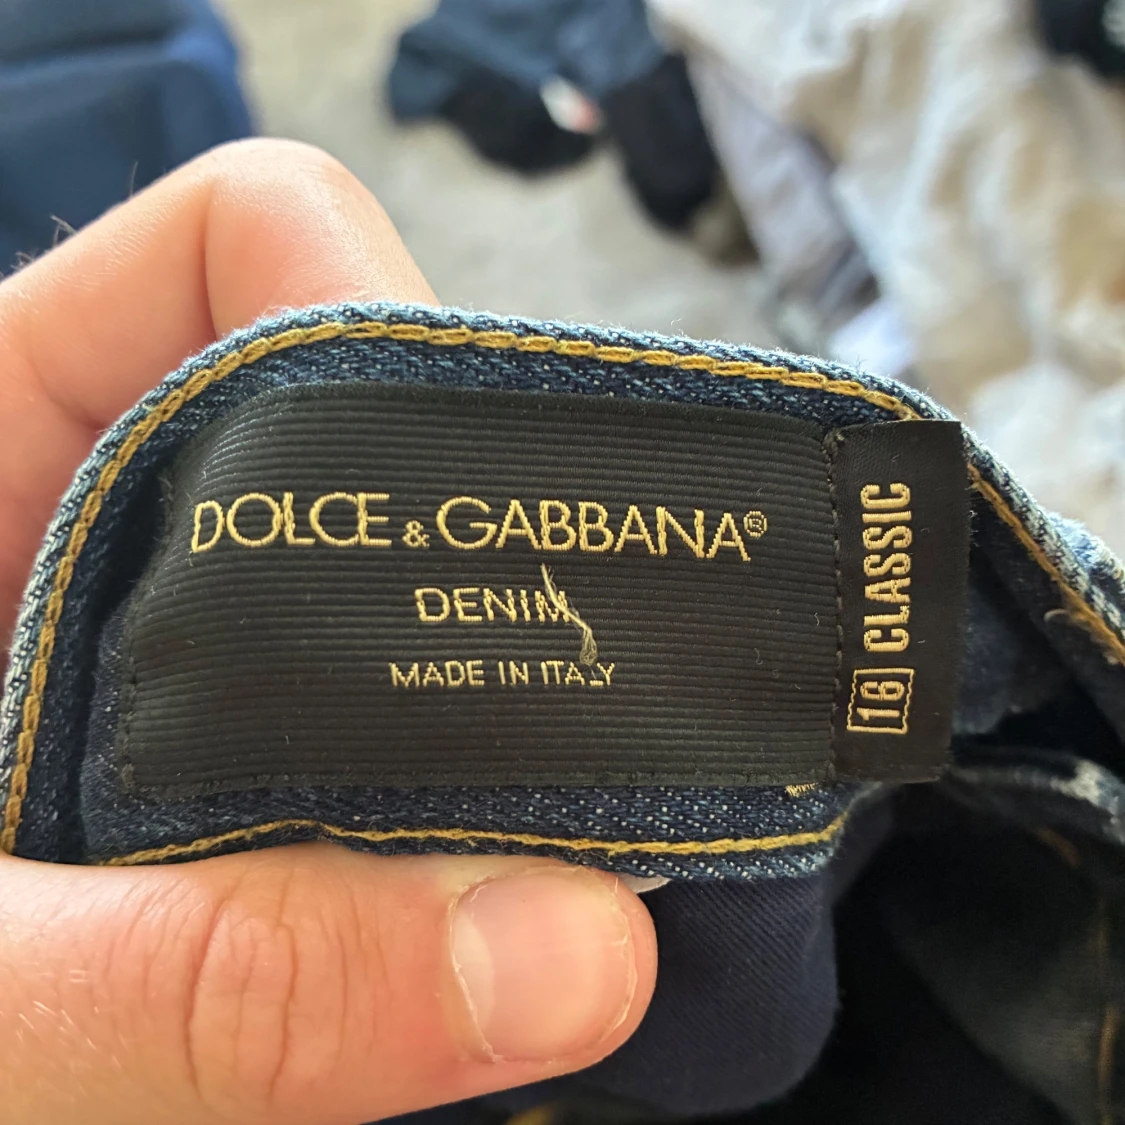 DOLCE & GABBANA®
DENIM
MADE IN ITALY
16 CLASSIC